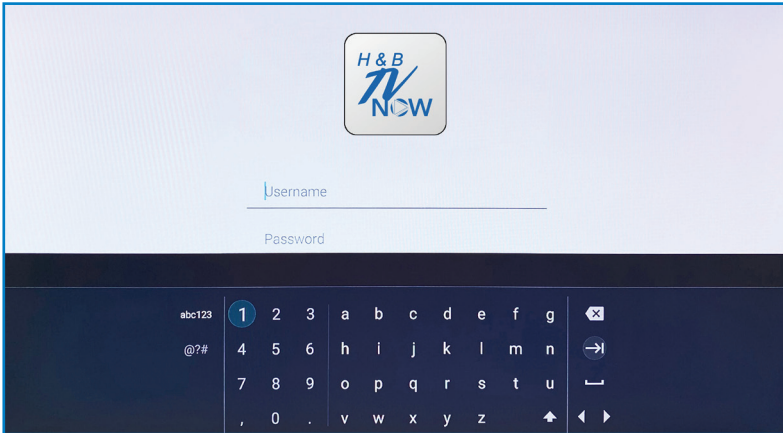 H & B
TV
NOW
Username
Password
abc123 1 2 3 a b c d e f g
@?# 4 5 6 h i j k l m n
7 8 9 o p q r s t u
, 0 . v w x y z